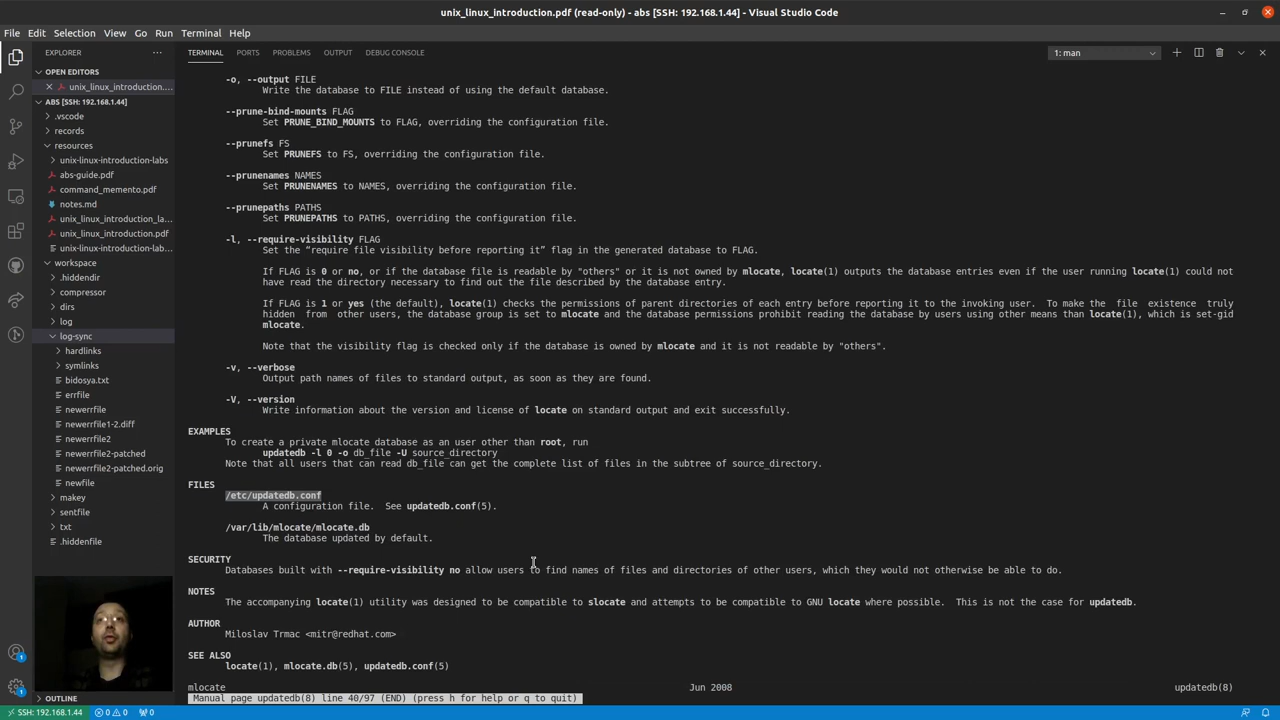 unix_linux_introduction.pdf (read-only) - abs [SSH: 192.168.1.44] - Visual Studio Code
File Edit Selection View Go Run Terminal Help
EXPLORER
OPEN EDITORS
unix_linux_introduction....
ABS [SSH: 192.168.1.44]
.vscode
records
resources
unix-linux-introduction-labs
abs-guide.pdf
command_memento.pdf
notes.md
unix_linux_introduction_la...
unix_linux_introduction.pdf
unix-linux-introduction-lab...
workspace
.hiddendir
compressor
dirs
log
log-sync
hardlinks
symlinks
bidosya.txt
errfile
newerrfile
newerrfile1-2.diff
newerrfile2
newerrfile2-patched
newerrfile2-patched.orig
newfile
makey
sentfile
txt
.hiddenfile
OUTLINE
TERMINAL PORTS PROBLEMS OUTPUT DEBUG CONSOLE
1: man
-o, --output FILE
Write the database to FILE instead of using the default database.
--prune-bind-mounts FLAG
Set PRUNE_BIND_MOUNTS to FLAG, overriding the configuration file.
--prunefs FS
Set PRUNEFS to FS, overriding the configuration file.
--prunenames NAMES
Set PRUNENAMES to NAMES, overriding the configuration file.
--prunepaths PATHS
Set PRUNEPATHS to PATHS, overriding the configuration file.
-l, --require-visibility FLAG
Set the “require file visibility before reporting it” flag in the generated database to FLAG.
If FLAG is 0 or no, or if the database file is readable by "others" or it is not owned by mlocate, locate(1) outputs the database entries even if the user running locate(1) could not
have read the directory necessary to find out the file described by the database entry.
If FLAG is 1 or yes (the default), locate(1) checks the permissions of parent directories of each entry before reporting it to the invoking user. To make the file existence truly
hidden from other users, the database group is set to mlocate and the database permissions prohibit reading the database by users using other means than locate(1), which is set-gid
mlocate.
Note that the visibility flag is checked only if the database is owned by mlocate and it is not readable by "others".
-v, --verbose
Output path names of files to standard output, as soon as they are found.
-V, --version
Write information about the version and license of locate on standard output and exit successfully.
EXAMPLES
To create a private mlocate database as an user other than root, run
updatedb -l 0 -o db_file -U source_directory
Note that all users that can read db_file can get the complete list of files in the subtree of source_directory.
FILES
/etc/updatedb.conf
A configuration file. See updatedb.conf(5).
/var/lib/mlocate/mlocate.db
The database updated by default.
SECURITY
Databases built with --require-visibility no allow users to find names of files and directories of other users, which they would not otherwise be able to do.
NOTES
The accompanying locate(1) utility was designed to be compatible to slocate and attempts to be compatible to GNU locate where possible. This is not the case for updatedb.
AUTHOR
Miloslav Trmac <mitr@redhat.com>
SEE ALSO
locate(1), mlocate.db(5), updatedb.conf(5)
mlocate Jun 2008 updatedb(8)
Manual page updatedb(8) line 40/97 (END) (press h for help or q to quit)
1
1
SSH: 192.168.1.44 0 0 0